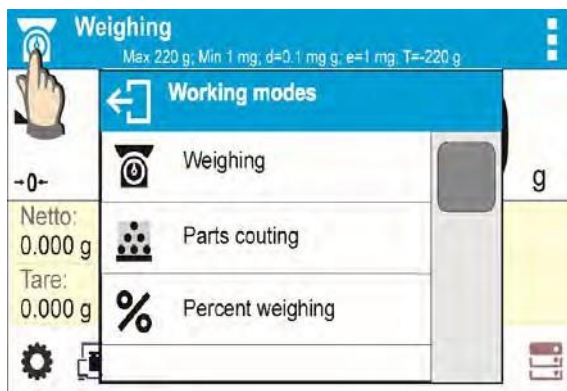 Weighing
Max 220 g; Min 1 mg; d=0.1 mg g; e=1 mg; T=-220 g
Working modes
Weighing
→0← g
Parts couting
Percent weighing
Netto:
0.000 g
Tare:
0.000 g